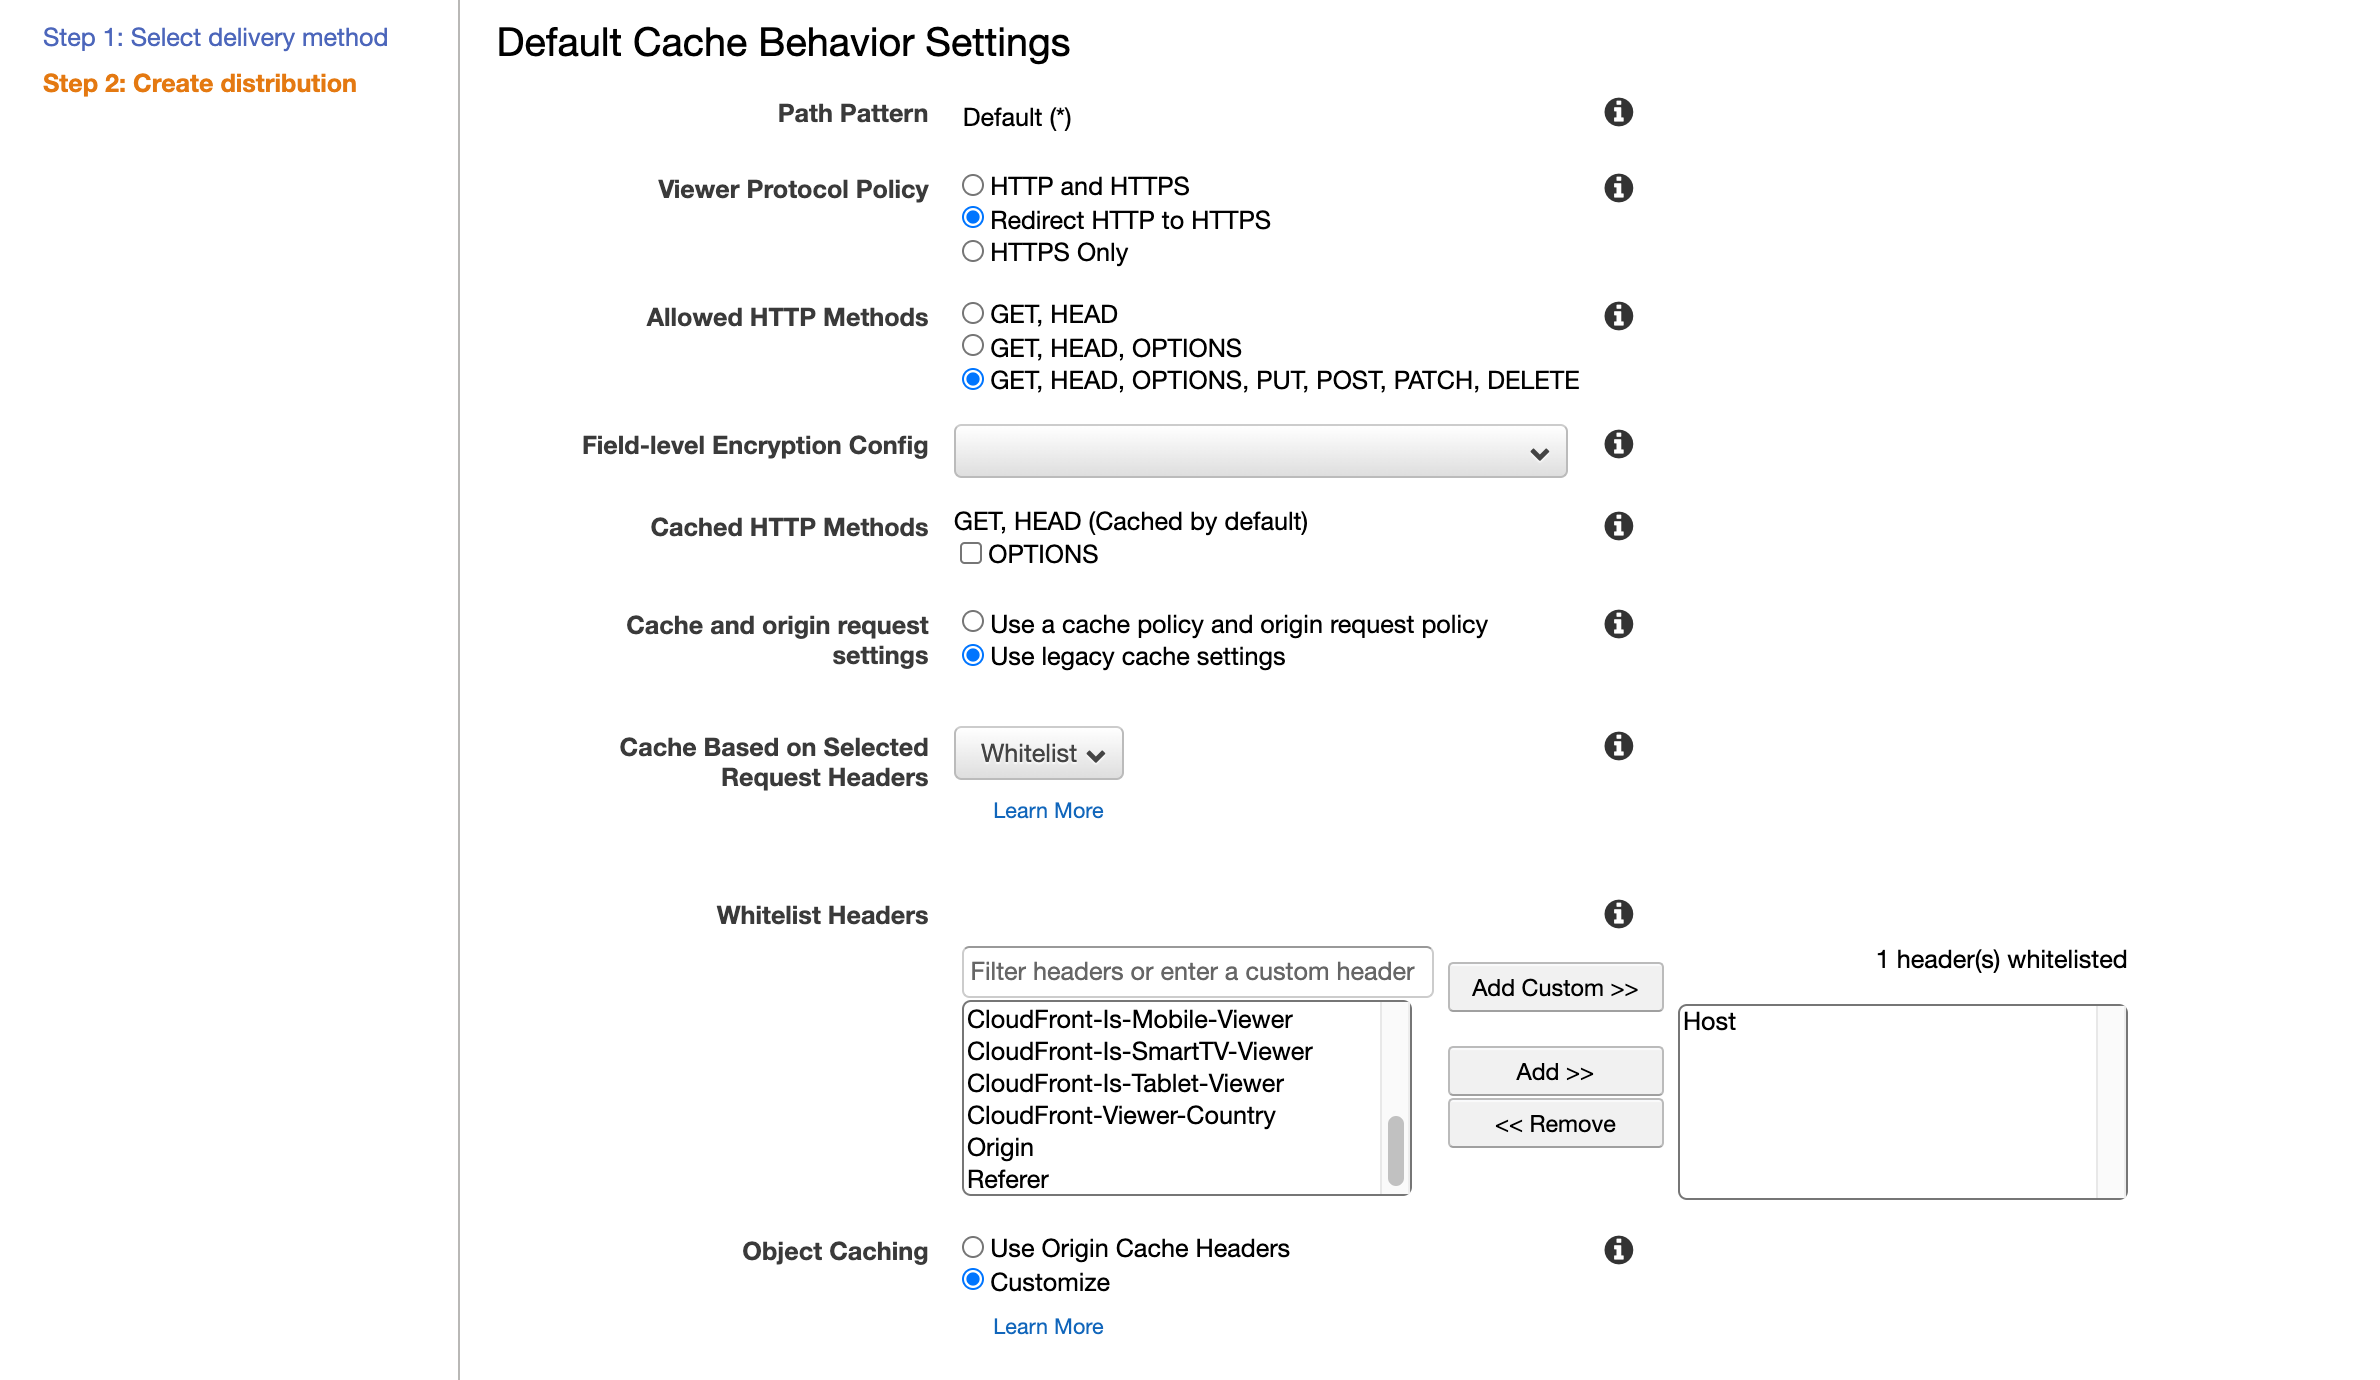 Step 1: Select delivery method
Step 2: Create distribution
Default Cache Behavior Settings
Path Pattern
Default (*)
Viewer Protocol Policy
HTTP and HTTPS
Redirect HTTP to HTTPS
HTTPS Only
Allowed HTTP Methods
GET, HEAD
GET, HEAD, OPTIONS
GET, HEAD, OPTIONS, PUT, POST, PATCH, DELETE
Field-level Encryption Config
Cached HTTP Methods
GET, HEAD (Cached by default)
OPTIONS
Cache and origin request
settings
Use a cache policy and origin request policy
Use legacy cache settings
Cache Based on Selected
Request Headers
Whitelist
Learn More
Whitelist Headers
Filter headers or enter a custom header
CloudFront-Is-Mobile-Viewer
CloudFront-Is-SmartTV-Viewer
CloudFront-Is-Tablet-Viewer
CloudFront-Viewer-Country
Origin
Referer
Add Custom >>
Add >>
<< Remove
1 header(s) whitelisted
Host
Object Caching
Use Origin Cache Headers
Customize
Learn More